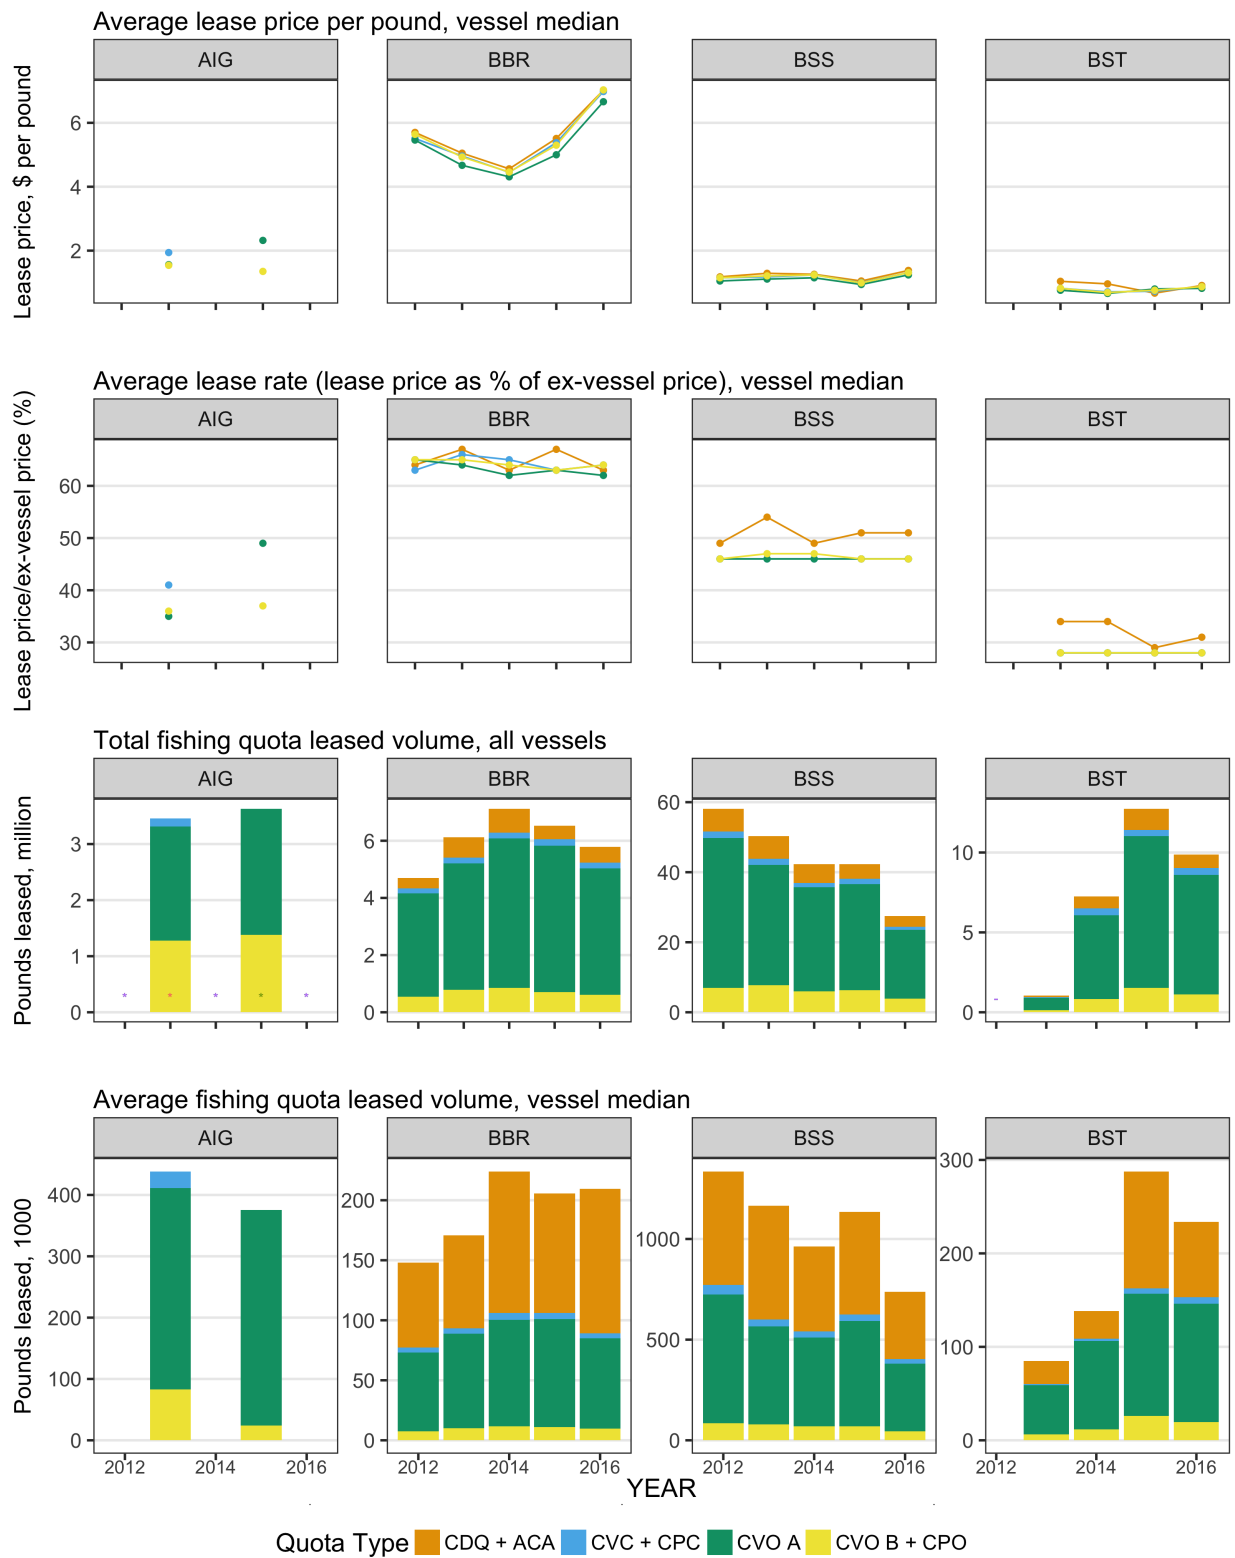 Average lease price per pound, vessel median
AIG BBR BSS BST
Lease price, $ per pound
6
4
2
Average lease rate (lease price as % of ex-vessel price), vessel median
AIG BBR BSS BST
Lease price/ex-vessel price (%)
60
50
40
30
Total fishing quota leased volume, all vessels
AIG BBR BSS BST
Pounds leased, million
3
2
1
0
* * * * *
6
4
2
0
60
40
20
0
10
5
0
Average fishing quota leased volume, vessel median
AIG BBR BSS BST
Pounds leased, 1000
400
300
200
100
0
200
150
100
50
0
1000
500
0
300
200
100
0
2012 2014 2016 2012 2014 2016 2012 2014 2016 2012 2014 2016
YEAR
Quota Type CDQ + ACA CVC + CPC CVO A CVO B + CPO